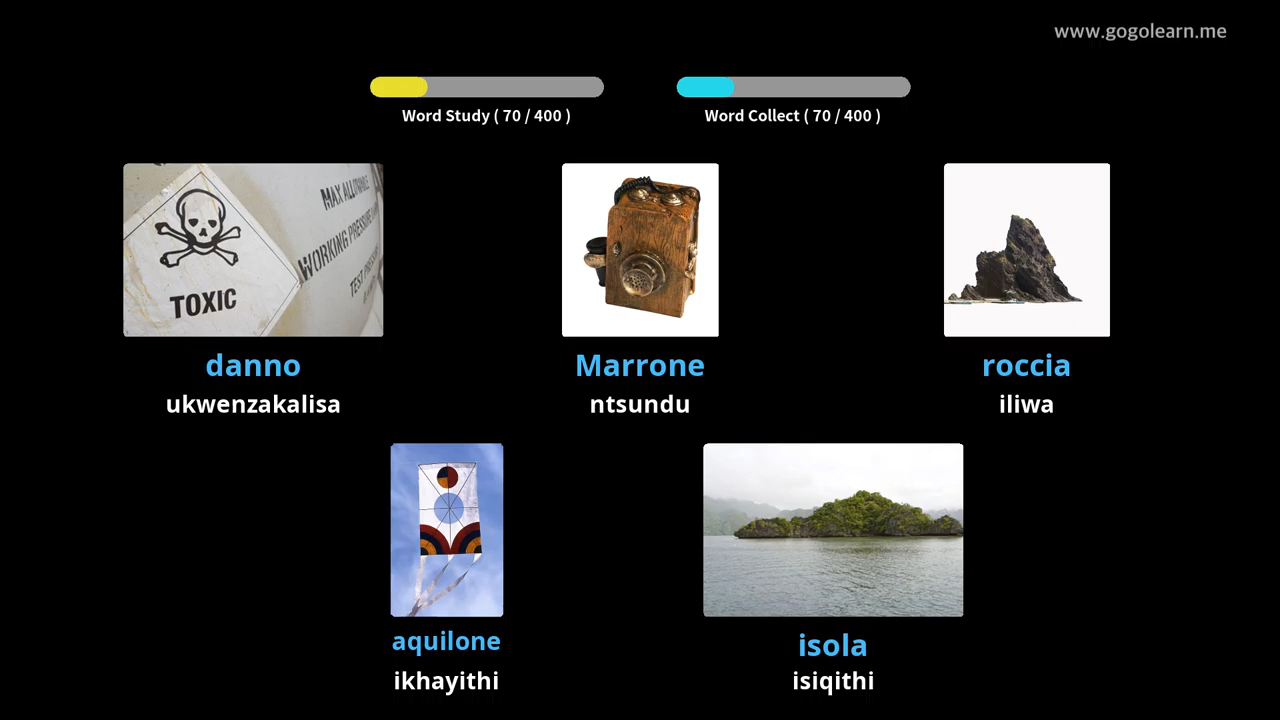 www.gogolearn.me
Word Study ( 70 / 400 )
Word Collect ( 70 / 400 )
TOXIC
MAX ALLOWABLE
WORKING PRESSURE
TEST
danno
Marrone
roccia
ukwenzakalisa
ntsundu
iliwa
aquilone
isola
ikhayithi
isiqithi